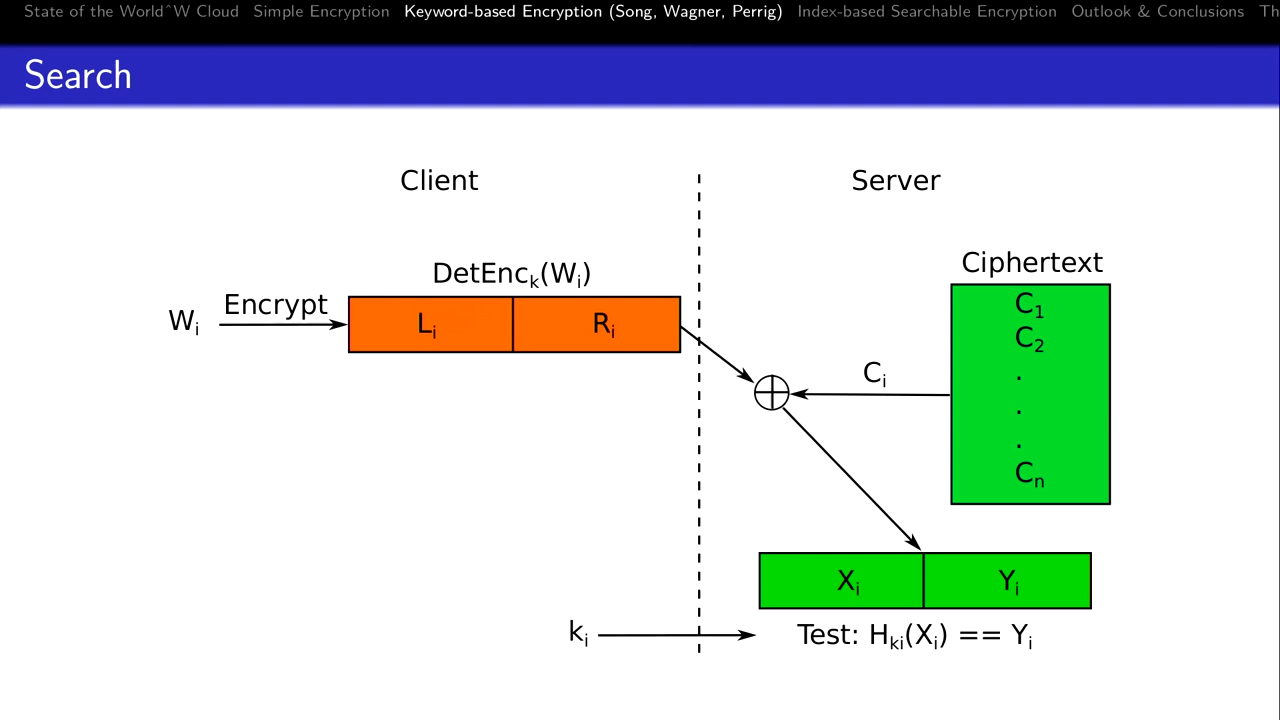 State of the World^W Cloud Simple Encryption Keyword-based Encryption (Song, Wagner, Perrig) Index-based Searchable Encryption Outlook & Conclusions Th
Search
Client Server
Ciphertext
DetEnck(Wi)
Wi Encrypt Li Ri
C1
C2
.
.
.
Cn
Ci
Xi Yi
ki Test: Hki(Xi) == Yi